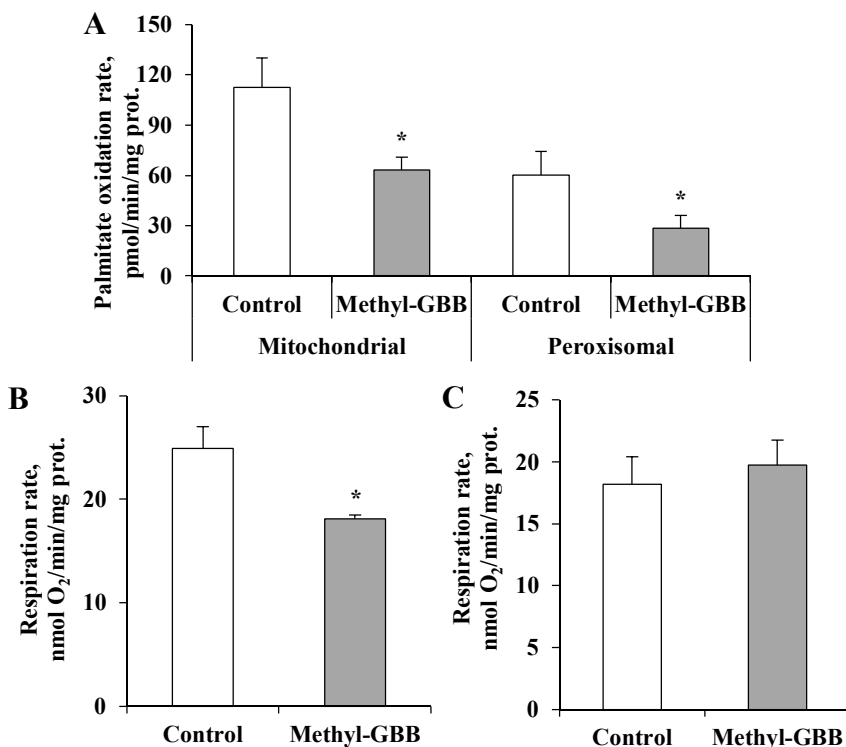 A
Palmitate oxidation rate,
pmol/min/mg prot.
150
120
90
60
30
0
*
*
Control
Methyl-GBB
Control
Methyl-GBB
Mitochondrial
Peroxisomal
B
Respiration rate,
nmol O₂/min/mg prot.
30
20
10
0
*
Control
Methyl-GBB
C
Respiration rate,
nmol O₂/min/mg prot.
25
20
15
10
5
0
Control
Methyl-GBB